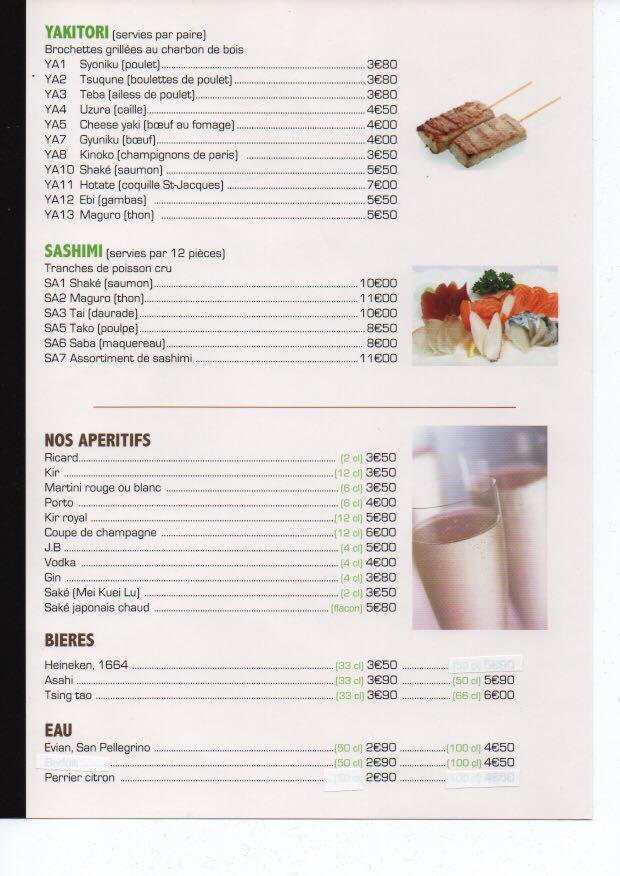 YAKITORI (servies par paire)
Brochettes grillées au charbon de bois
YA1 Syoniku (poulet) 3€80
YA2 Tsuqune (boulettes de poulet) 3€80
YA3 Teba (ailess de poulet) 3€80
YA4 Uzura (caille) 4€50
YA5 Cheese yaki (bœuf au fomage) 4€00
YA7 Gyuniku (bœuf) 4€00
YA8 Kinoko (champignons de paris) 3€50
YA10 Shaké (saumon) 5€50
YA11 Hotate (coquille St-Jacques) 7€00
YA12 Ebi (gambas) 5€50
YA13 Maguro (thon) 5€50
SASHIMI (servies par 12 pièces)
Tranches de poisson cru
SA1 Shaké (saumon) 10€00
SA2 Maguro (thon) 11€00
SA3 Tai (daurade) 10€00
SA5 Tako (poulpe) 8€50
SA6 Saba (maquereau) 8€00
SA7 Assortiment de sashimi 11€00
NOS APERITIFS
Ricard (2 cl) 3€50
Kir (12 cl) 3€50
Martini rouge ou blanc (6 cl) 3€50
Porto (6 cl) 4€00
Kir royal (12 cl) 5€80
Coupe de champagne (12 cl) 6€00
J.B (4 cl) 5€00
Vodka (4 cl) 4€00
Gin (4 cl) 3€80
Saké (Mei Kuei Lu) (2 cl) 3€50
Saké japonais chaud (flacon) 5€80
BIERES
Heineken, 1664 (33 cl) 3€50 (50 cl) 5€90
Asahi (33 cl) 3€90 (50 cl) 5€90
Tsing tao (33 cl) 3€90 (66 cl) 6€00
EAU
Evian, San Pellegrino (50 cl) 2€90 (100 cl) 4€50
(50 cl) 2€90 (100 cl) 4€50
Perrier citron 2€90 (100 cl) 4€50